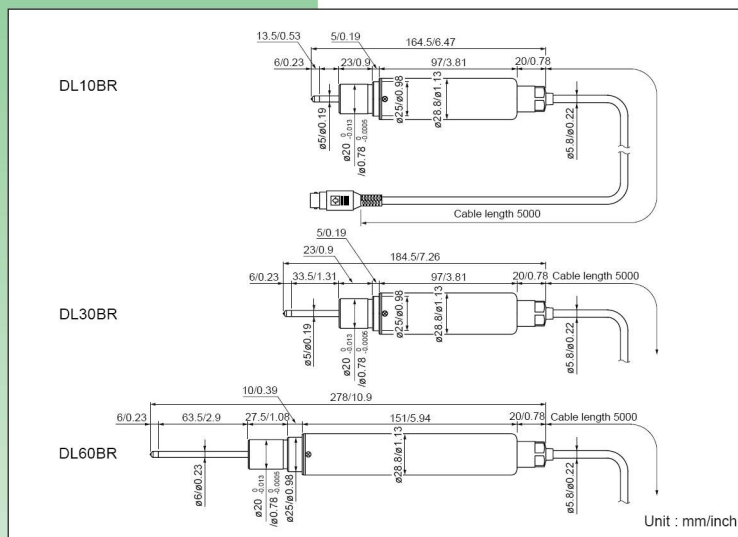 13.5/0.53
5/0.19
164.5/6.47
6/0.23
23/0.9
97/3.81
20/0.78
DL10BR
ø5/ø0.19
ø20 0 -0.013
/ø0.78 0 -0.0005
ø25/ø0.98
ø28.8/ø1.13
ø5.8/ø0.22
Cable length 5000
5/0.19
23/0.9
184.5/7.26
6/0.23
33.5/1.31
97/3.81
20/0.78
Cable length 5000
DL30BR
ø5/ø0.19
ø20 0 -0.013
/ø0.78 0 -0.0005
ø25/ø0.98
ø28.8/ø1.13
ø5.8/ø0.22
10/0.39
278/10.9
6/0.23
63.5/2.9
27.5/1.08
151/5.94
20/0.78
Cable length 5000
DL60BR
ø6/ø0.23
ø20 0 -0.013
/ø0.78 0 -0.0005
ø25/ø0.98
ø28.8/ø1.13
ø5.8/ø0.22
Unit : mm/inch